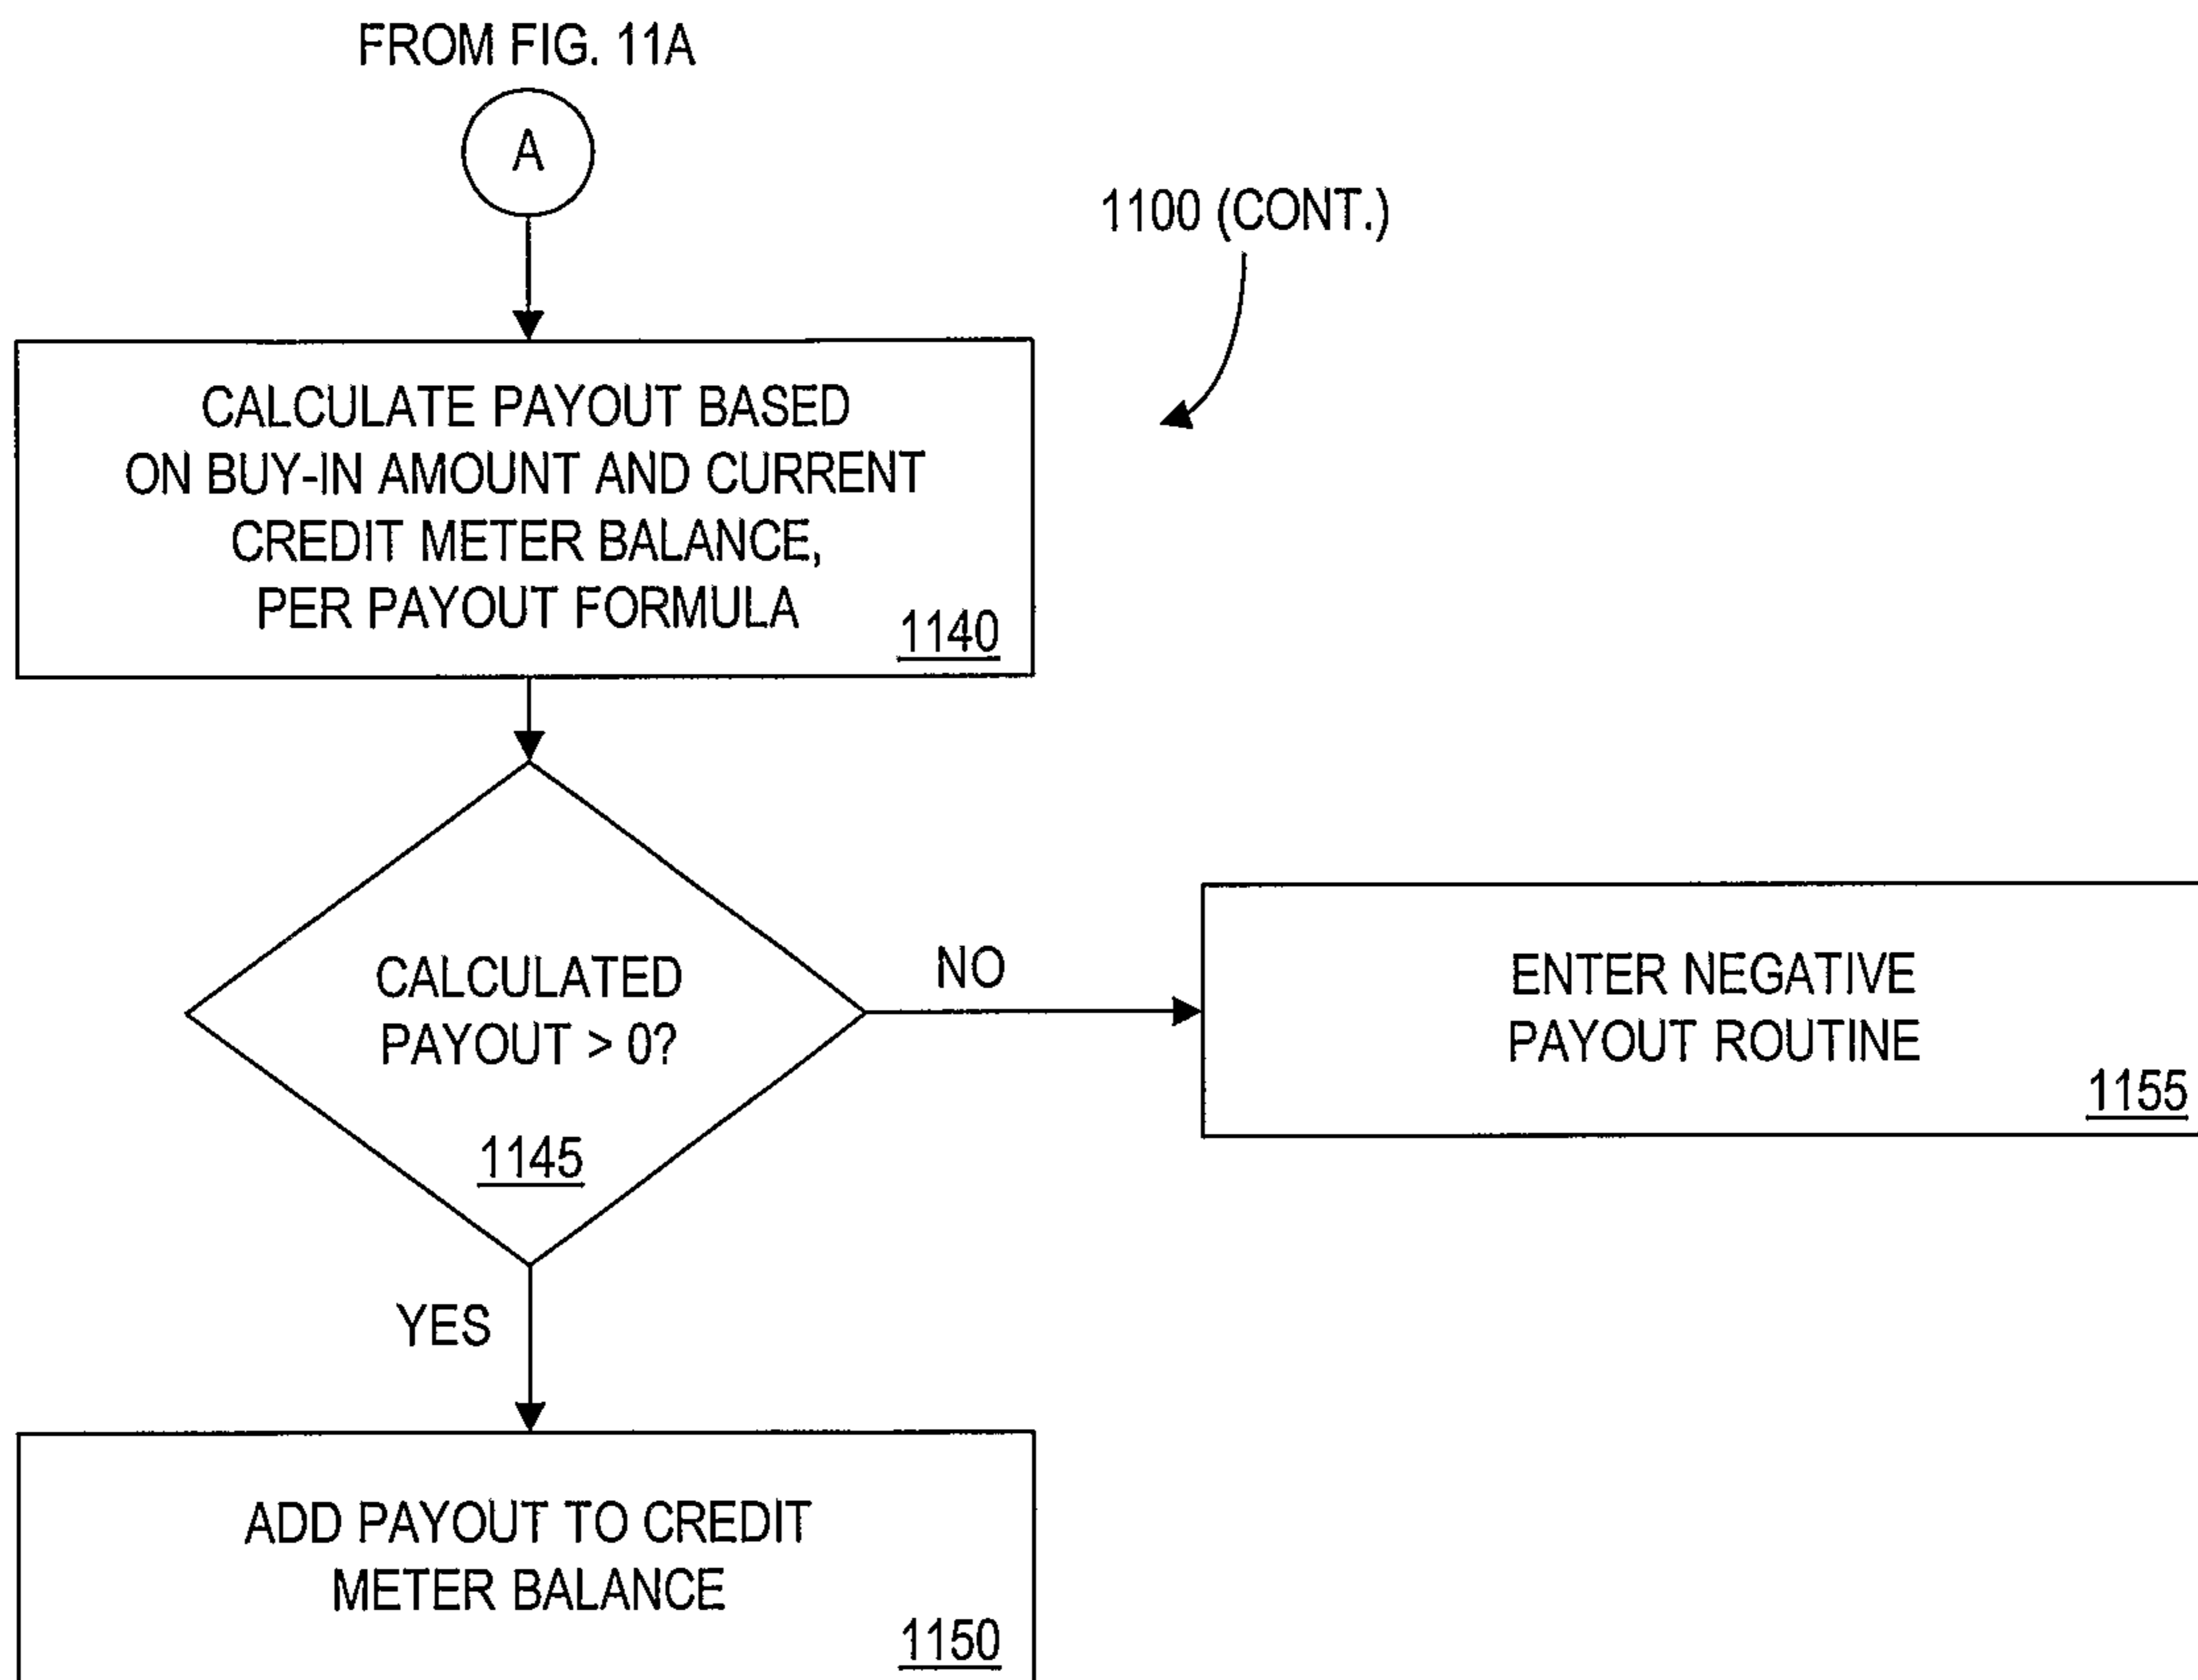 FROM FIG. 11A
A
1100 (CONT.)
CALCULATE PAYOUT BASED
ON BUY-IN AMOUNT AND CURRENT
CREDIT METER BALANCE,
PER PAYOUT FORMULA
1140
CALCULATED
PAYOUT > 0?
1145
NO
ENTER NEGATIVE
PAYOUT ROUTINE
1155
YES
ADD PAYOUT TO CREDIT
METER BALANCE
1150